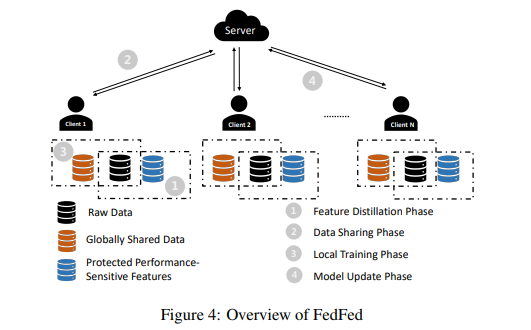 Server
2
4
Client 1
Client 2
............
Client N
3
1
Raw Data
Globally Shared Data
Protected Performance-
Sensitive Features
1 Feature Distillation Phase
2 Data Sharing Phase
3 Local Training Phase
4 Model Update Phase
Figure 4: Overview of FedFed